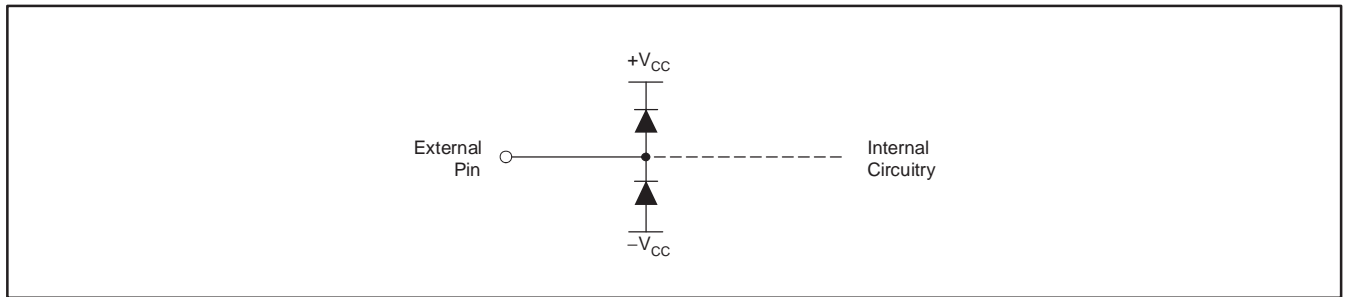 +VCC
External
Pin
Internal
Circuitry
−VCC